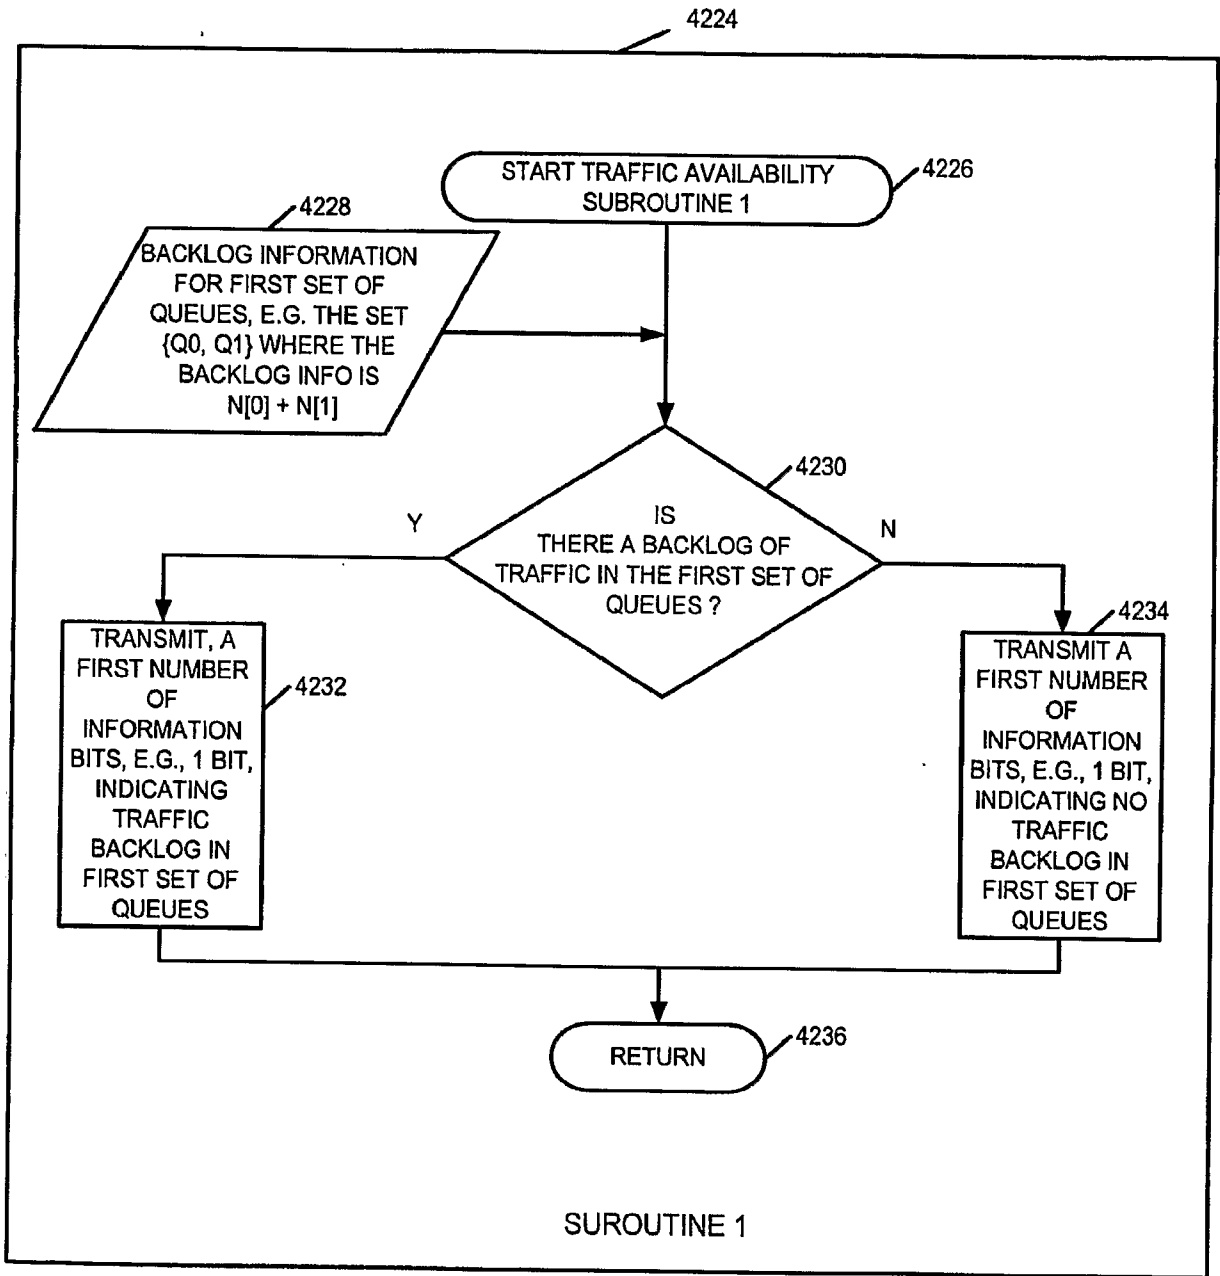 4224
START TRAFFIC AVAILABILITY
SUBROUTINE 1
4226
4228
BACKLOG INFORMATION
FOR FIRST SET OF
QUEUES, E.G. THE SET
{Q0, Q1} WHERE THE
BACKLOG INFO IS
N[0] + N[1]
4230
IS
THERE A BACKLOG OF
TRAFFIC IN THE FIRST SET OF
QUEUES ?
Y
N
TRANSMIT, A
FIRST NUMBER
OF
INFORMATION
BITS, E.G., 1 BIT,
INDICATING
TRAFFIC
BACKLOG IN
FIRST SET OF
QUEUES
4232
4234
TRANSMIT A
FIRST NUMBER
OF
INFORMATION
BITS, E.G., 1 BIT,
INDICATING NO
TRAFFIC
BACKLOG IN
FIRST SET OF
QUEUES
RETURN
4236
SUROUTINE 1